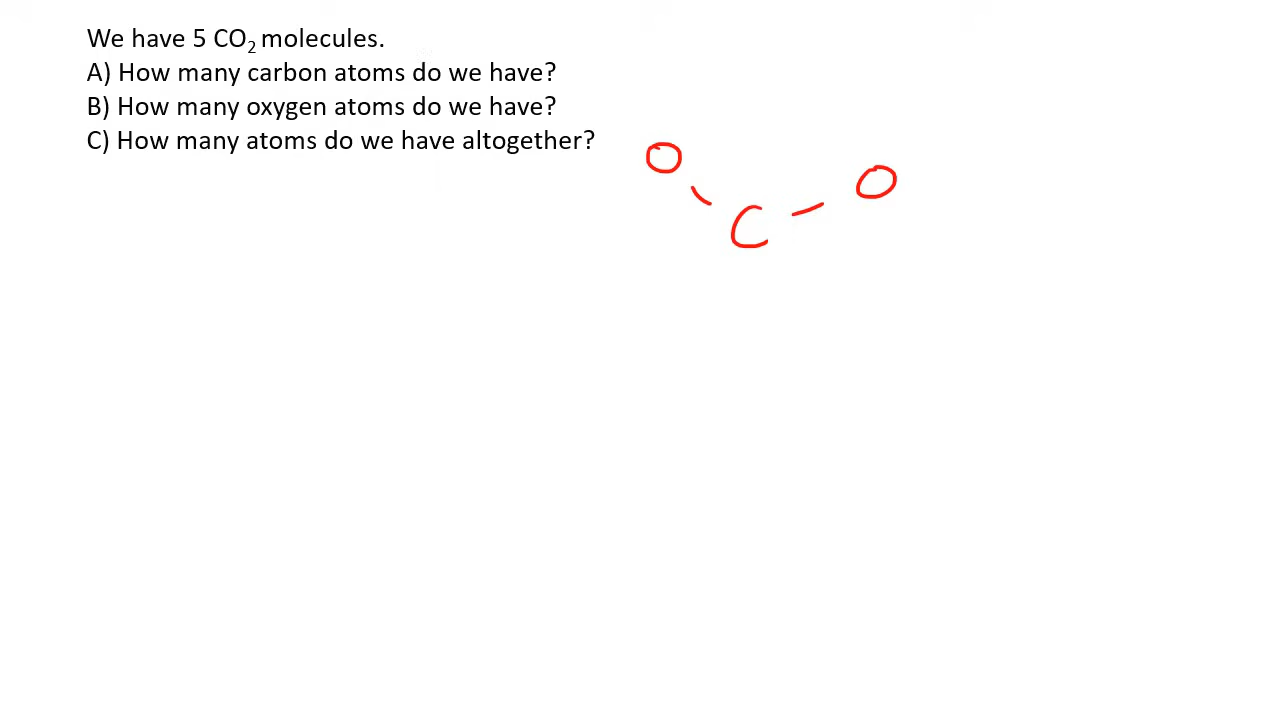 We have 5 CO₂ molecules.
A) How many carbon atoms do we have?
B) How many oxygen atoms do we have?
C) How many atoms do we have altogether?
O
O
C